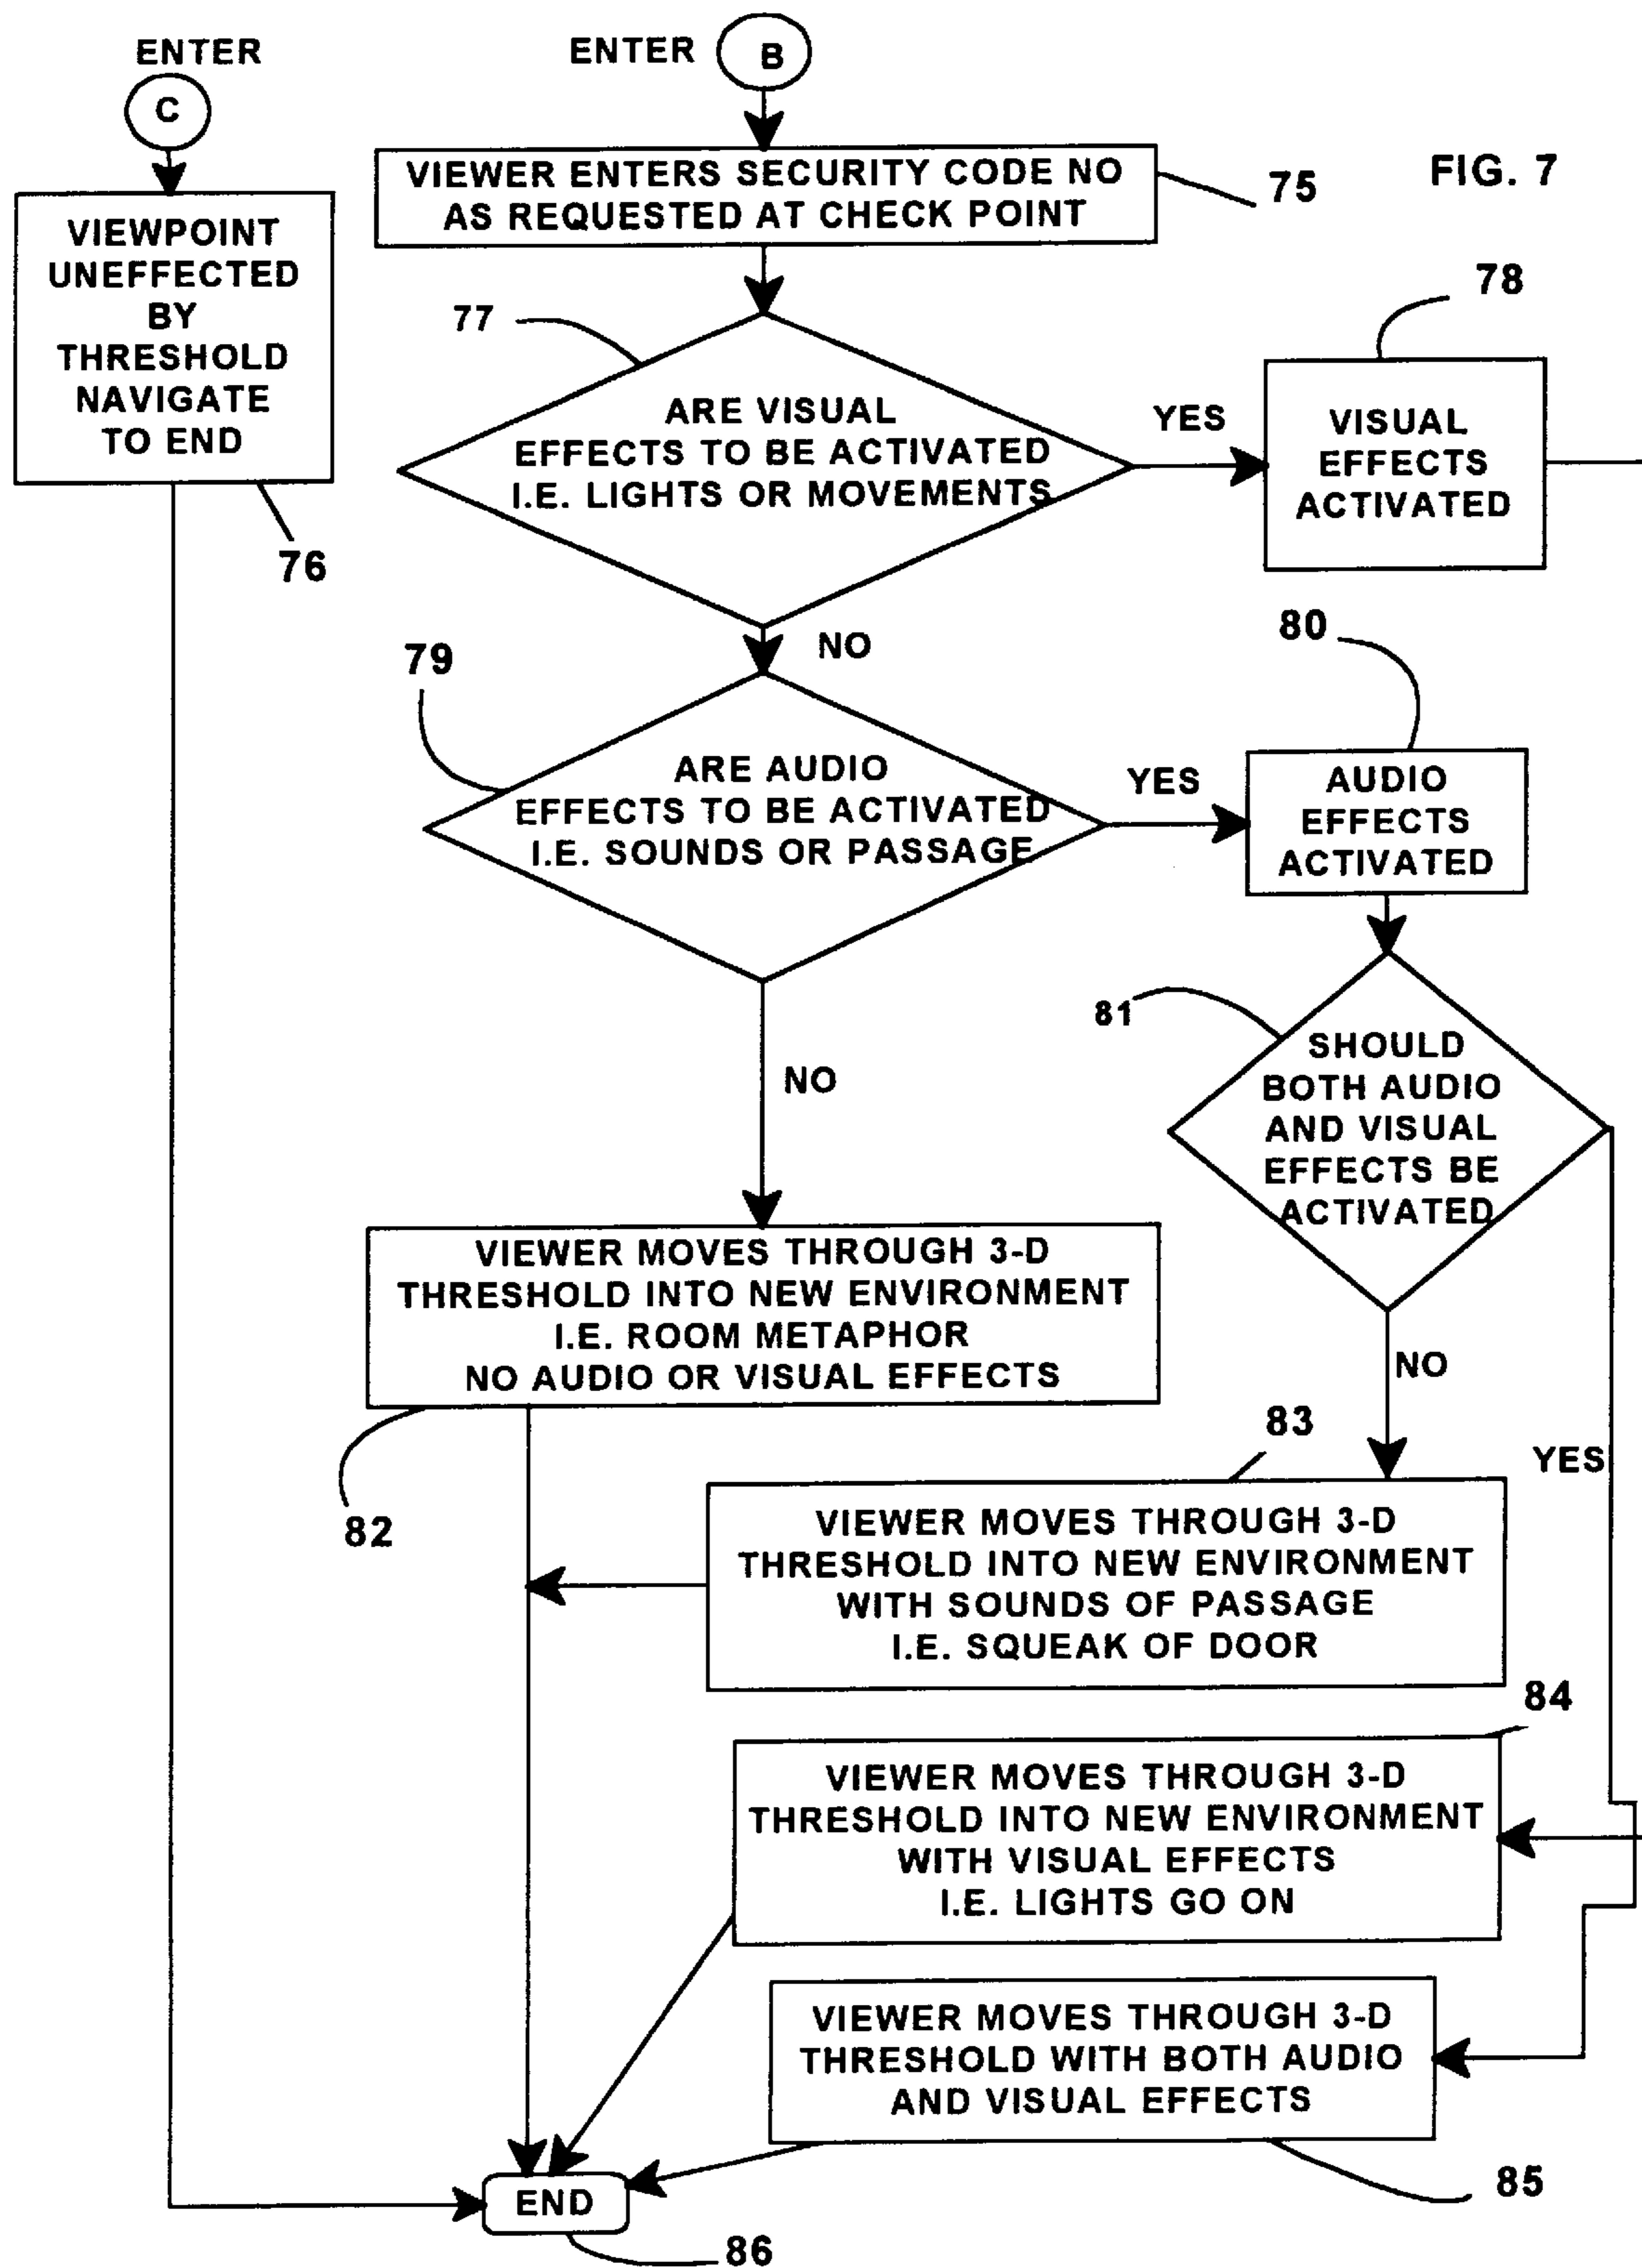 ENTER
C
ENTER
B
FIG. 7
VIEWER ENTERS SECURITY CODE NO
AS REQUESTED AT CHECK POINT
75
VIEWPOINT
UNEFFECTED
BY
THRESHOLD
NAVIGATE
TO END
76
77
ARE VISUAL
EFFECTS TO BE ACTIVATED
I.E. LIGHTS OR MOVEMENTS
YES
78
VISUAL
EFFECTS
ACTIVATED
NO
79
ARE AUDIO
EFFECTS TO BE ACTIVATED
I.E. SOUNDS OR PASSAGE
YES
80
AUDIO
EFFECTS
ACTIVATED
NO
81
SHOULD
BOTH AUDIO
AND VISUAL
EFFECTS BE
ACTIVATED
NO
YES
VIEWER MOVES THROUGH 3-D
THRESHOLD INTO NEW ENVIRONMENT
I.E. ROOM METAPHOR
NO AUDIO OR VISUAL EFFECTS
82
83
VIEWER MOVES THROUGH 3-D
THRESHOLD INTO NEW ENVIRONMENT
WITH SOUNDS OF PASSAGE
I.E. SQUEAK OF DOOR
84
VIEWER MOVES THROUGH 3-D
THRESHOLD INTO NEW ENVIRONMENT
WITH VISUAL EFFECTS
I.E. LIGHTS GO ON
VIEWER MOVES THROUGH 3-D
THRESHOLD WITH BOTH AUDIO
AND VISUAL EFFECTS
85
END
86